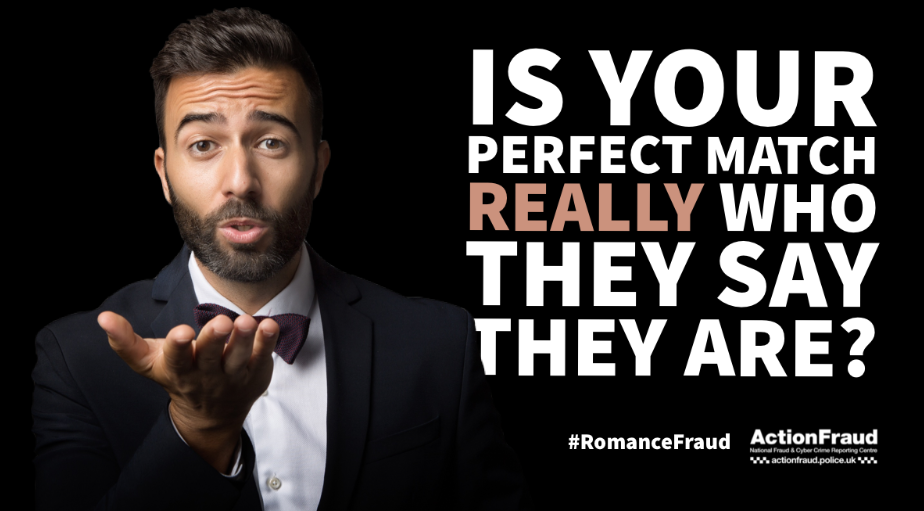 IS YOUR
PERFECT MATCH
REALLY WHO
THEY SAY
THEY ARE?
#RomanceFraud
ActionFraud
National Fraud & Cyber Crime Reporting Centre
actionfraud.police.uk